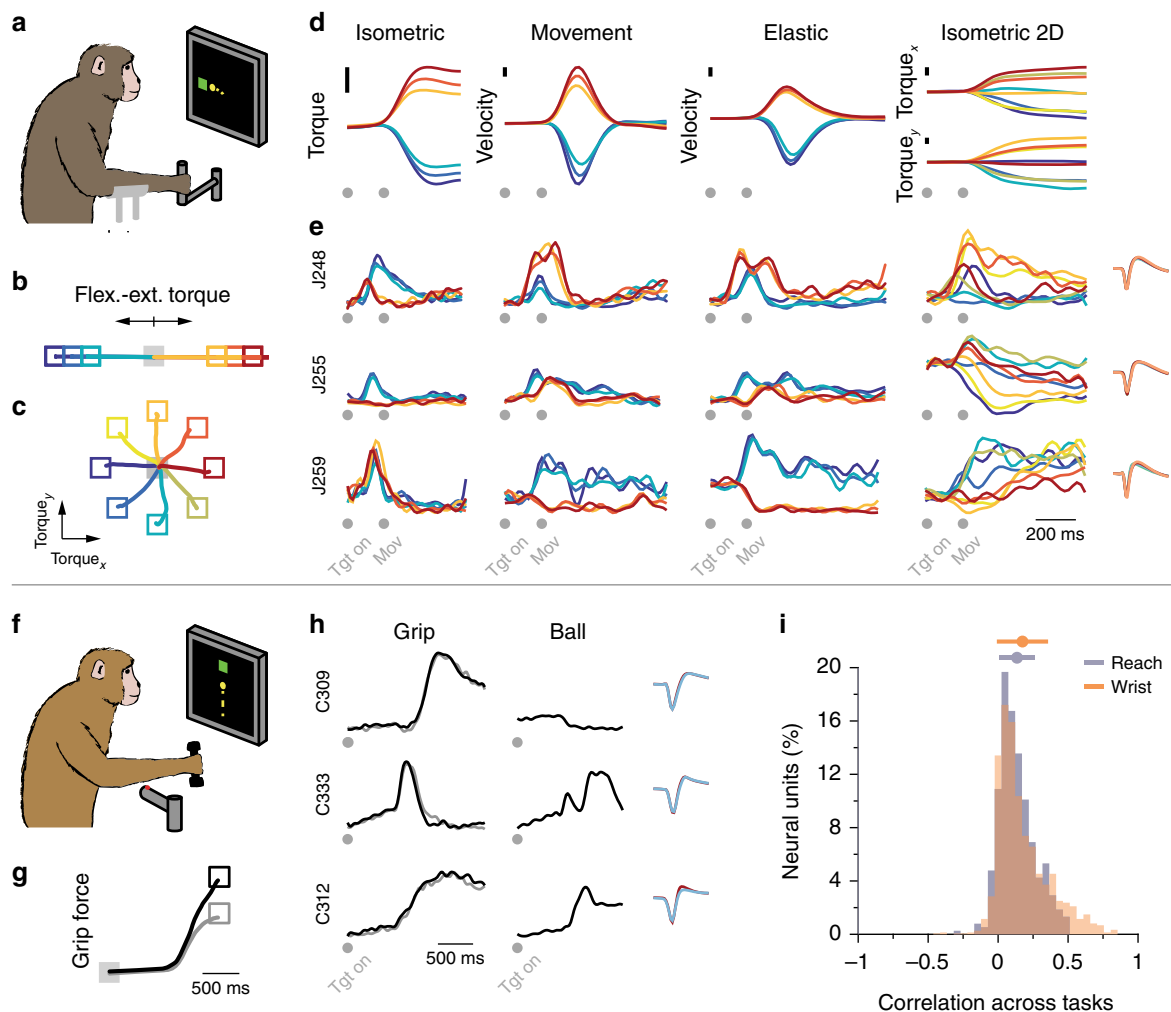 a
d
Isometric
Movement
Elastic
Isometric 2D
Torque
Velocity
Velocity
Torquex
Torquey
e
J248
J255
J259
Tgt on
Mov
Tgt on
Mov
Tgt on
Mov
Tgt on
Mov
200 ms
b
Flex.-ext. torque
c
Torquey
Torquex
f
g
Grip force
500 ms
h
Grip
Ball
C309
C333
C312
Tgt on
500 ms
Tgt on
i
Reach
Wrist
Neural units (%)
20
16
12
8
4
0
−1
−0.5
0
0.5
1
Correlation across tasks